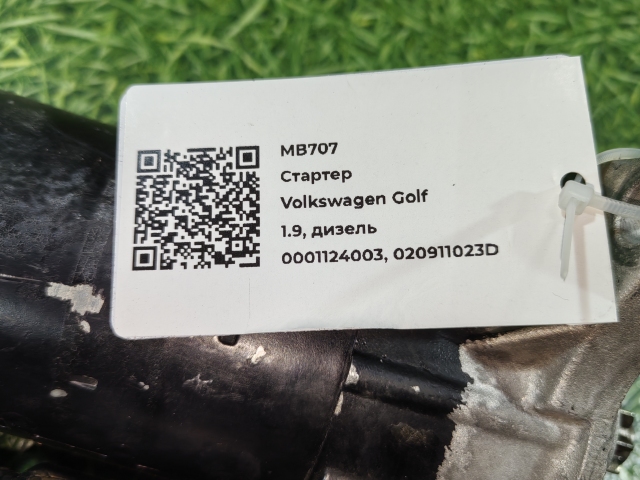 MB707
Стартер
Volkswagen Golf
1.9, дизель
0001124003, 020911023D